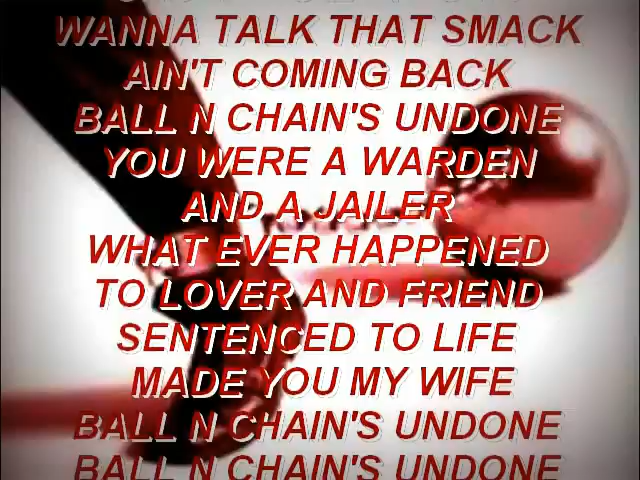 WANNA TALK THAT SMACK
AIN'T COMING BACK
BALL N CHAIN'S UNDONE
YOU WERE A WARDEN
AND A JAILER
WHAT EVER HAPPENED
TO LOVER AND FRIEND
SENTENCED TO LIFE
MADE YOU MY WIFE
BALL N CHAIN'S UNDONE
BALL N CHAIN'S UNDONE